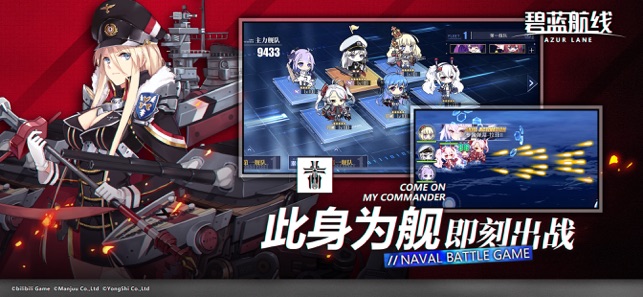 碧蓝航线
AZUR LANE
主力舰队
9433
COME ON
MY COMMANDER
此身为舰 即刻出战
//NAVAL BATTLE GAME
©bilibili Game ©Manjuu Co.,Ltd ©YongShi Co.,Ltd